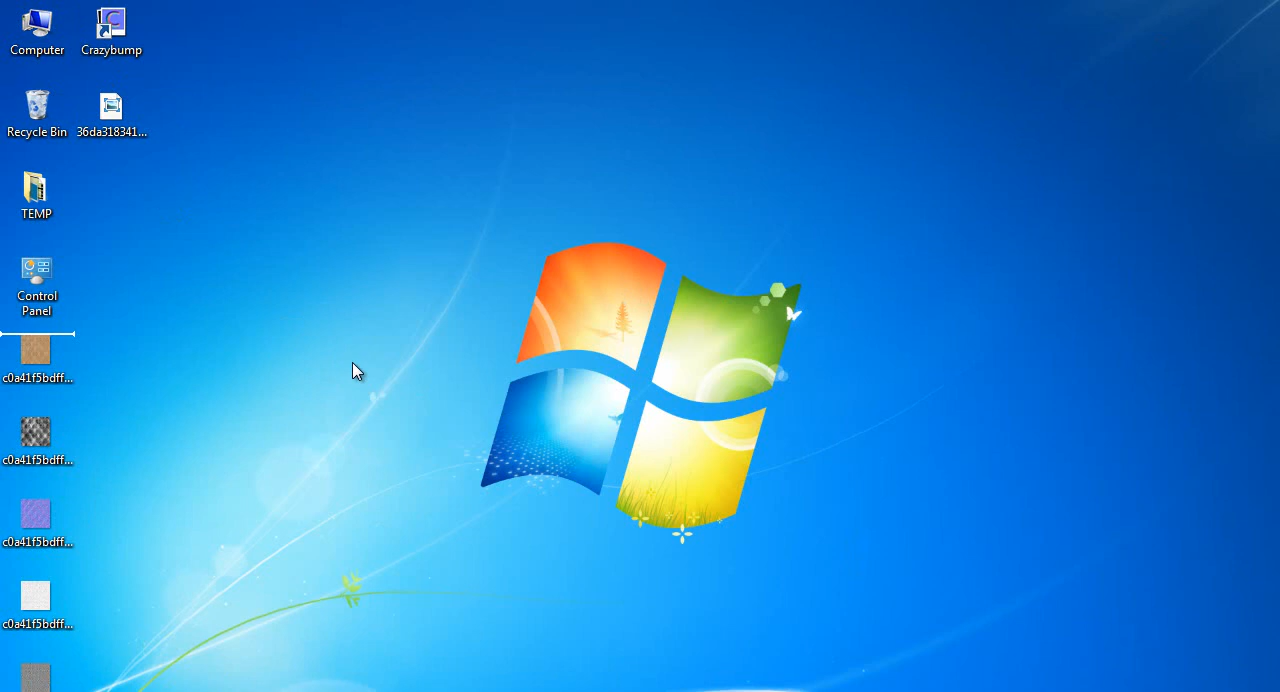 Computer
Crazybump
Recycle Bin
36da318341...
TEMP
Control
Panel
c0a41f5bdff...
c0a41f5bdff...
c0a41f5bdff...
c0a41f5bdff...